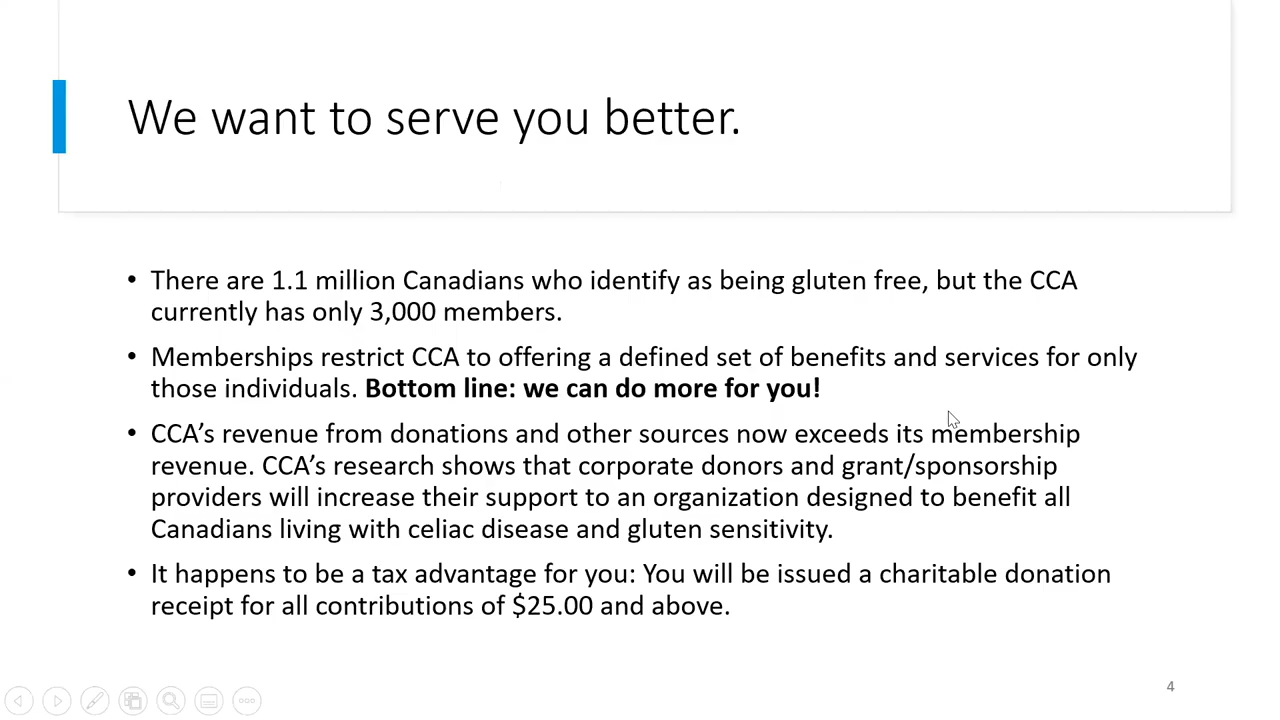 We want to serve you better.
• There are 1.1 million Canadians who identify as being gluten free, but the CCA
currently has only 3,000 members.
• Memberships restrict CCA to offering a defined set of benefits and services for only
those individuals. Bottom line: we can do more for you!
• CCA’s revenue from donations and other sources now exceeds its membership
revenue. CCA’s research shows that corporate donors and grant/sponsorship
providers will increase their support to an organization designed to benefit all
Canadians living with celiac disease and gluten sensitivity.
• It happens to be a tax advantage for you: You will be issued a charitable donation
receipt for all contributions of $25.00 and above.
4